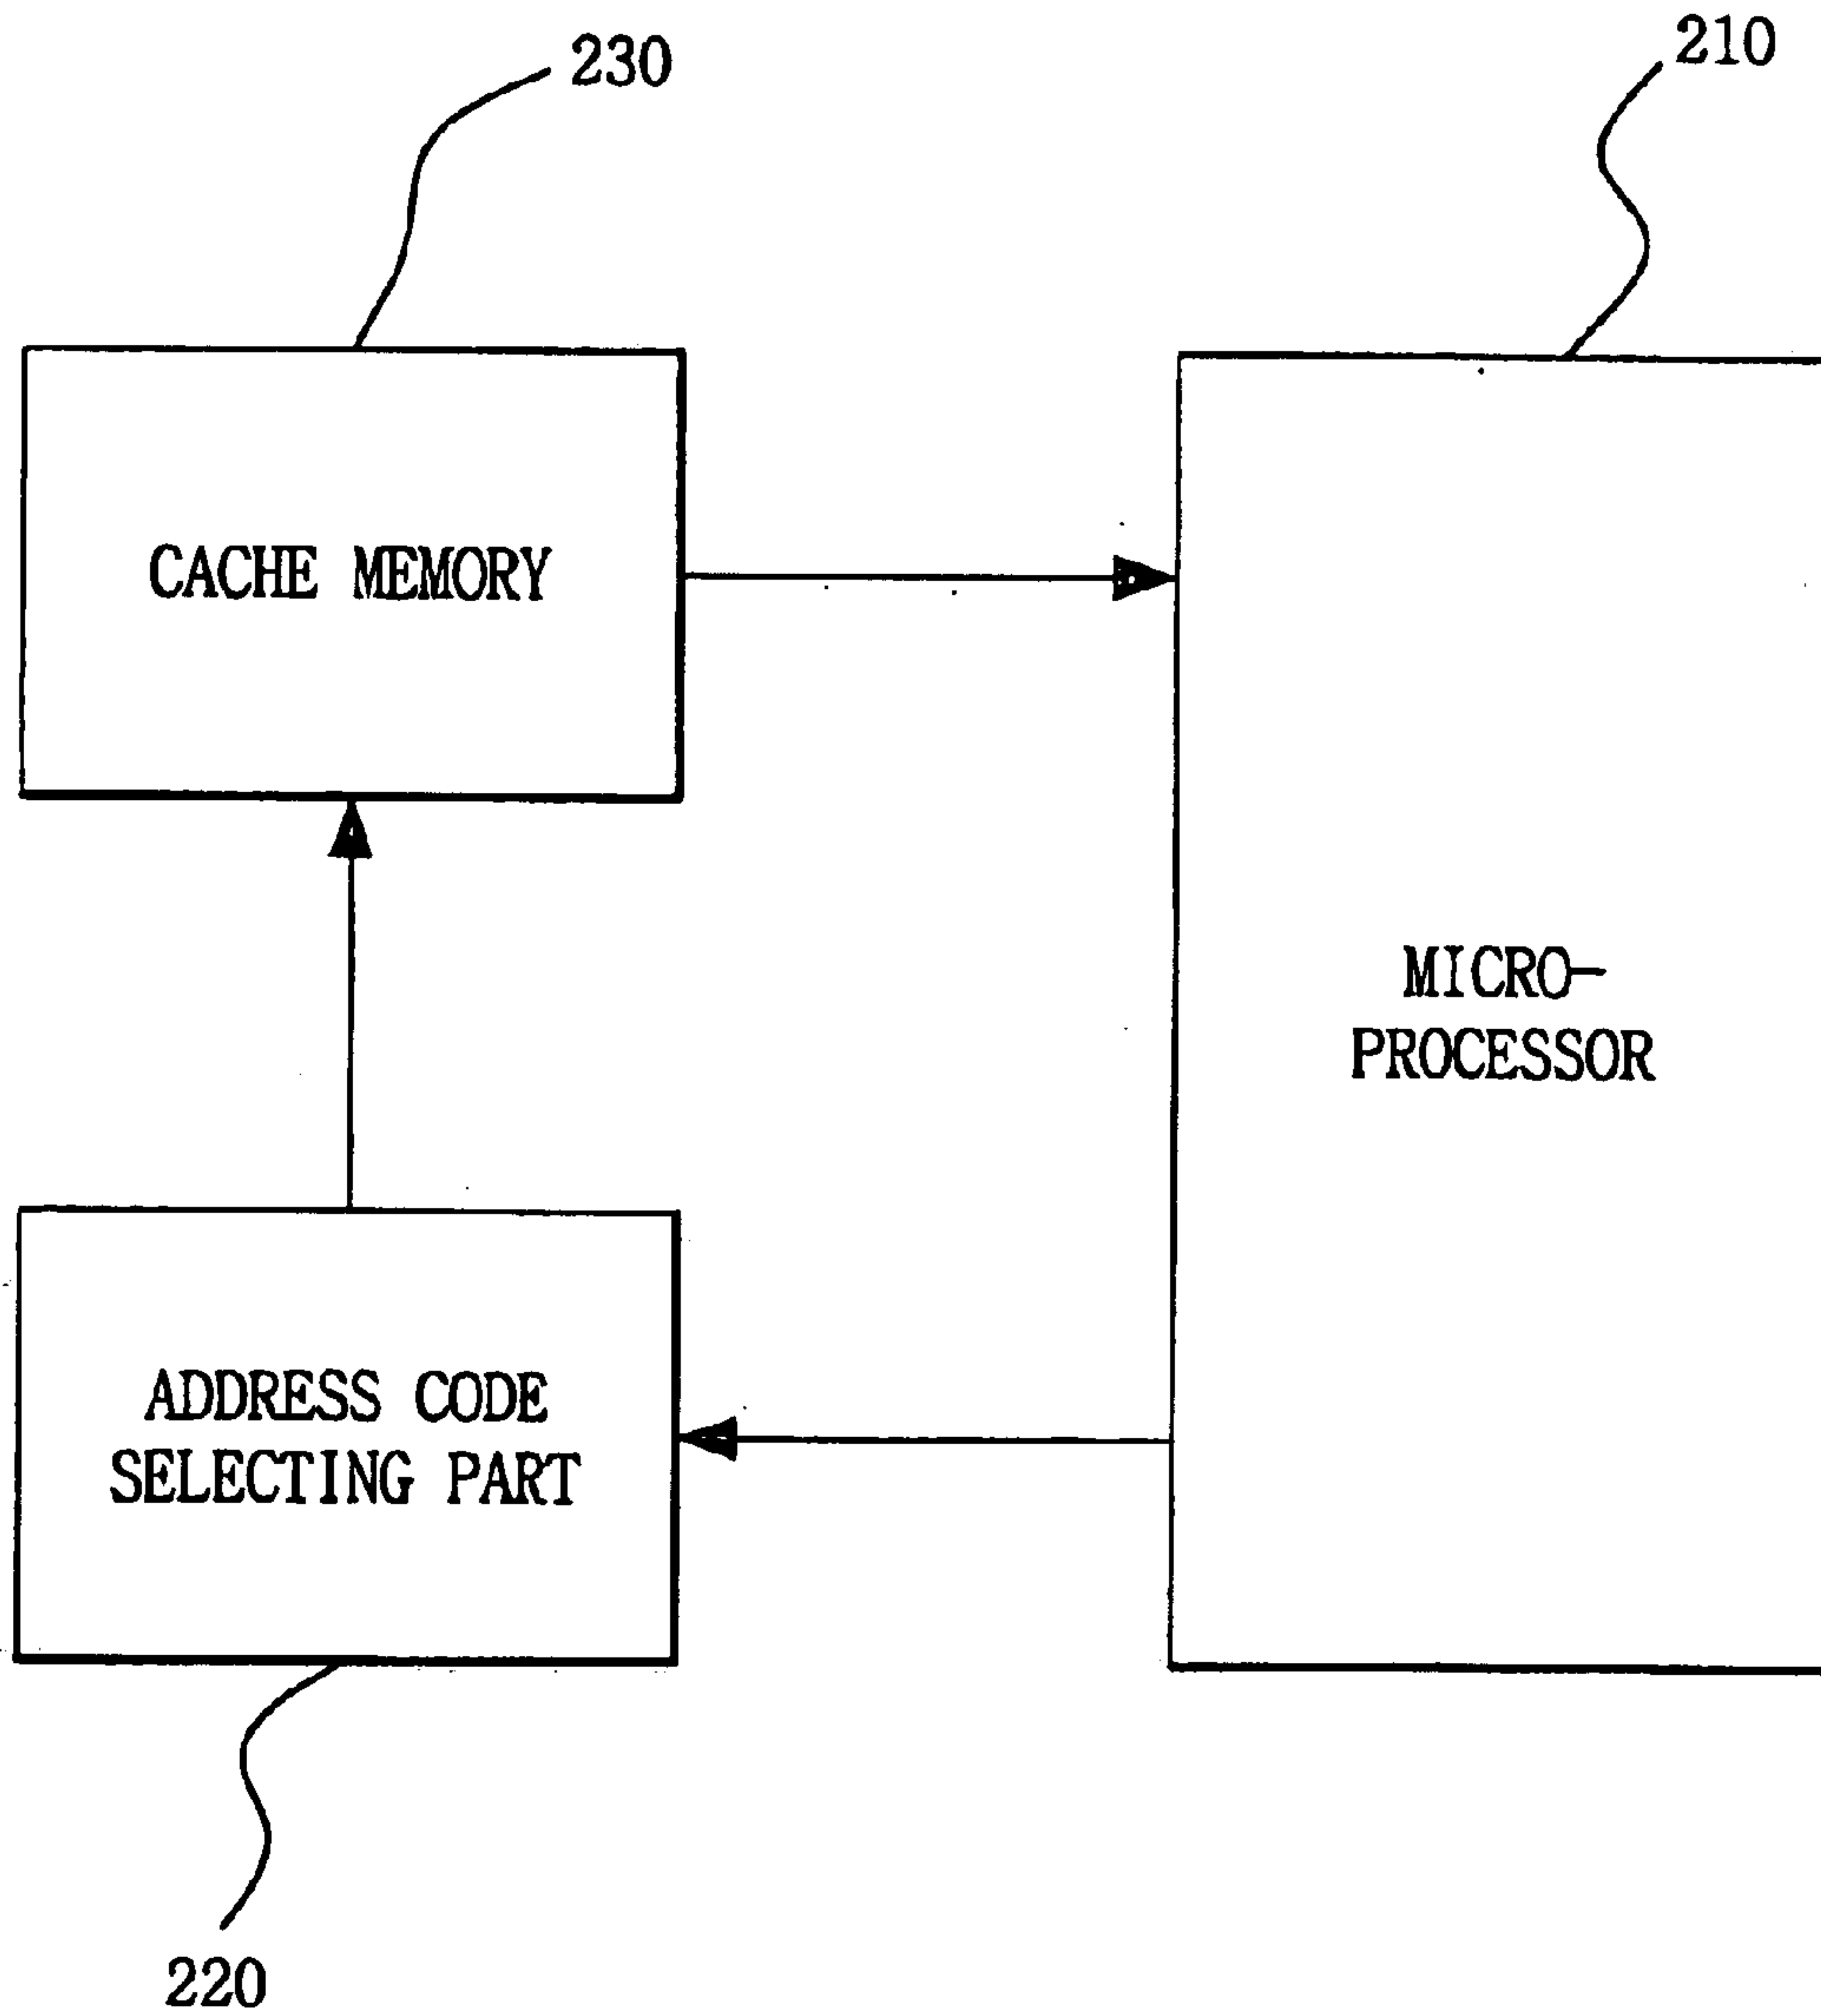 230
210
CACHE MEMORY
MICRO-
PROCESSOR
ADDRESS CODE
SELECTING PART
220